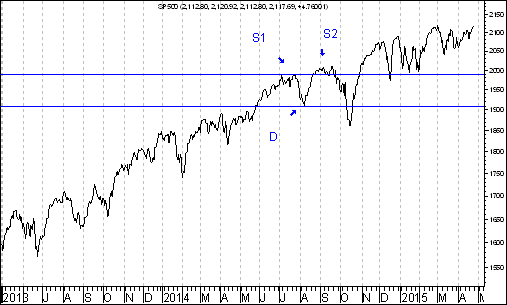 SP500 (2,112.80, 2,120.92, 2,112.80, 2,117.69, +4.76001)
S1
S2
D
2150
2100
2050
2000
1950
1900
1850
1800
1750
1700
1650
1600
1550
2013 J A S O N D 2014 A M J J A S O N D 2015 M A M